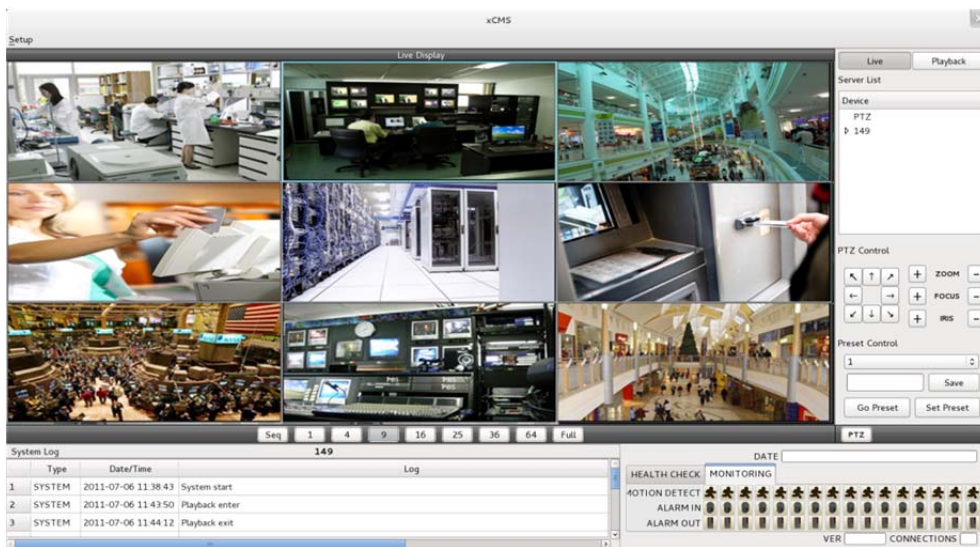 xCMS
Setup
Live Display
Live Playback
Server List
Device
PTZ
149
PTZ Control
+ ZOOM -
+ FOCUS -
+ IRIS -
Preset Control
1
Save
Go Preset Set Preset
Seq 1 4 9 16 25 36 64 Full
PTZ
System Log 149
Type Date/Time Log
1 SYSTEM 2011-07-06 11:38:43 System start
2 SYSTEM 2011-07-06 11:43:50 Playback enter
3 SYSTEM 2011-07-06 11:44:12 Playback exit
DATE
HEALTH CHECK MONITORING
MOTION DETECT
ALARM IN
ALARM OUT
VER CONNECTIONS